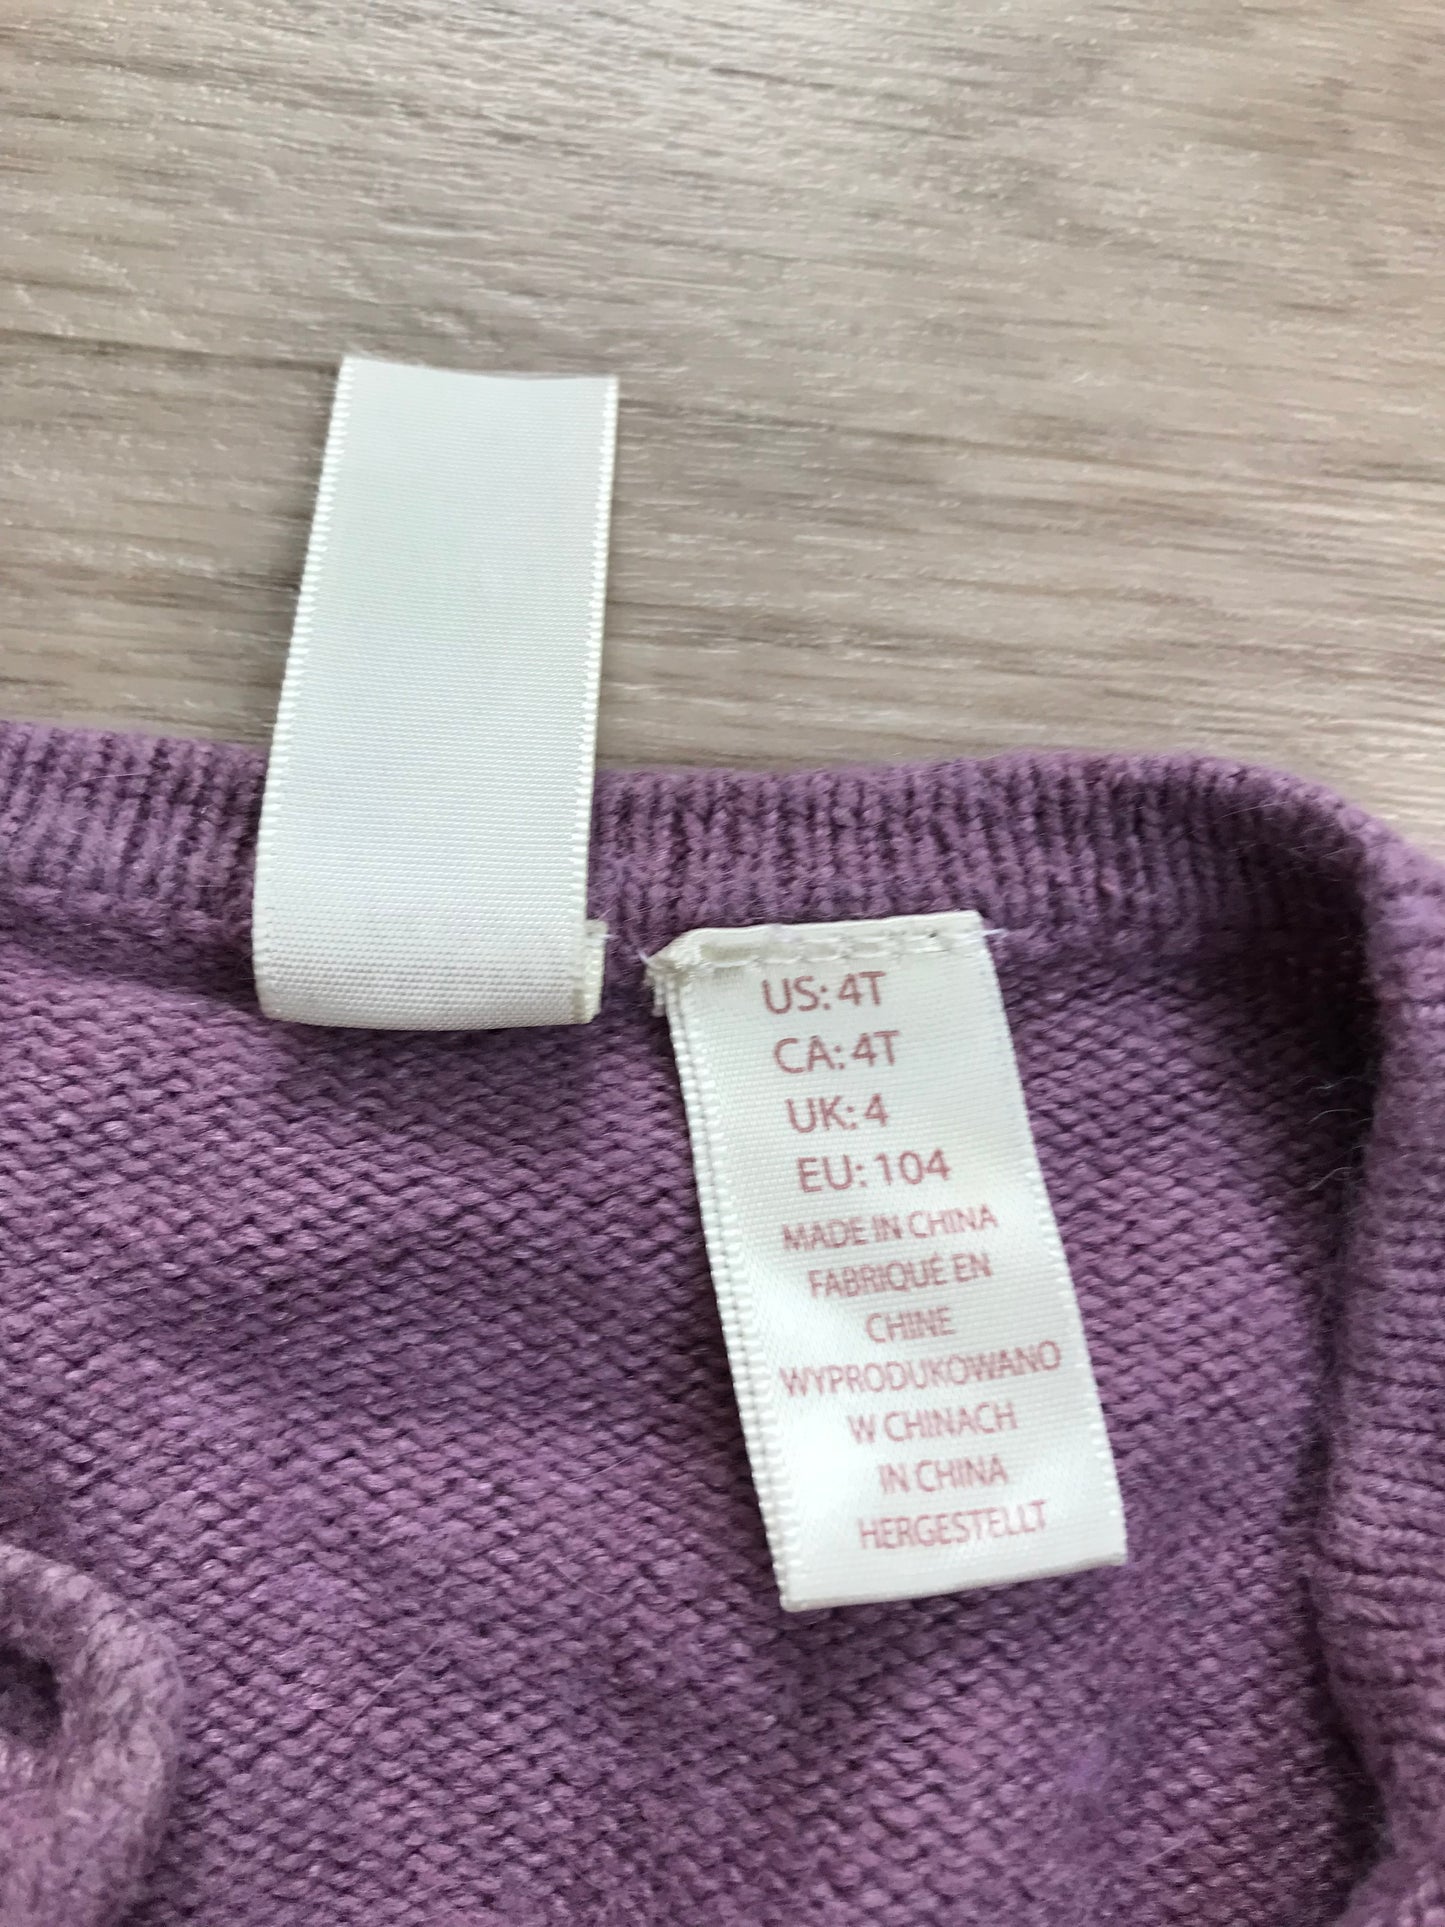 US: 4T
CA: 4T
UK: 4
EU: 104
MADE IN CHINA
FABRIQUÉ EN
CHINE
WYPRODUKOWANO
W CHINACH
IN CHINA
HERGESTELLT